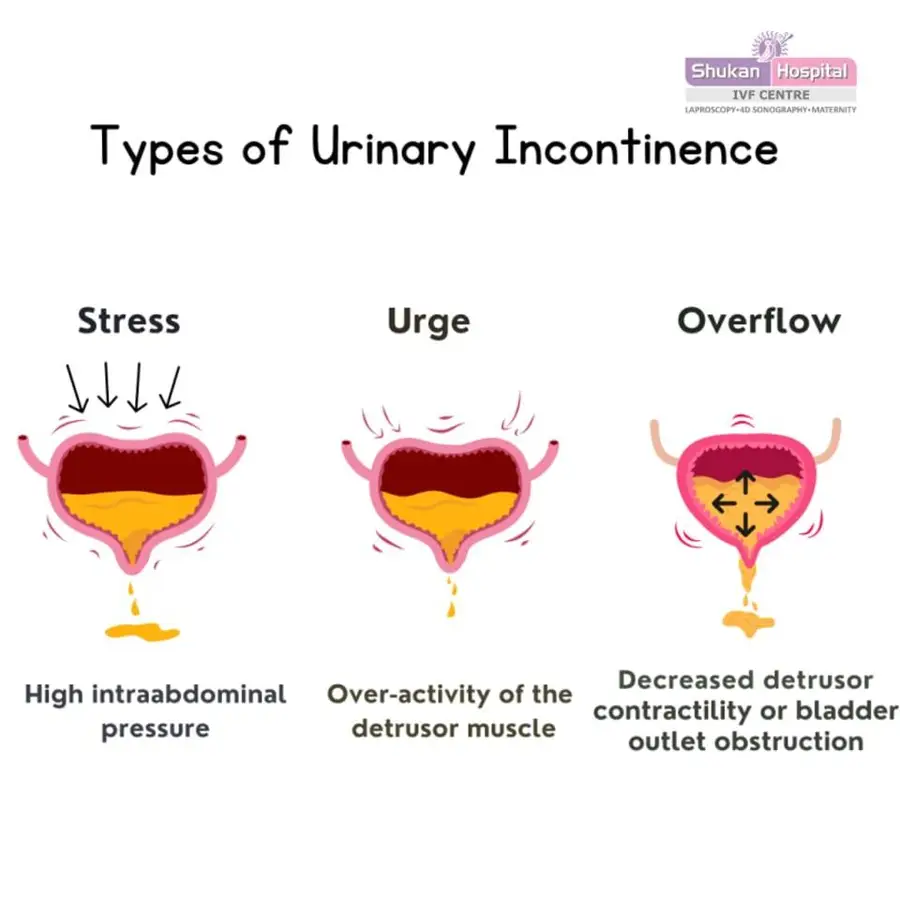 Shukan Hospital
IVF CENTRE
LAPROSCOPY•4D SONOGRAPHY•MATERNITY
Types of Urinary Incontinence
Stress
Urge
Overflow
High intraabdominal
pressure
Over-activity of the
detrusor muscle
Decreased detrusor
contractility or bladder
outlet obstruction